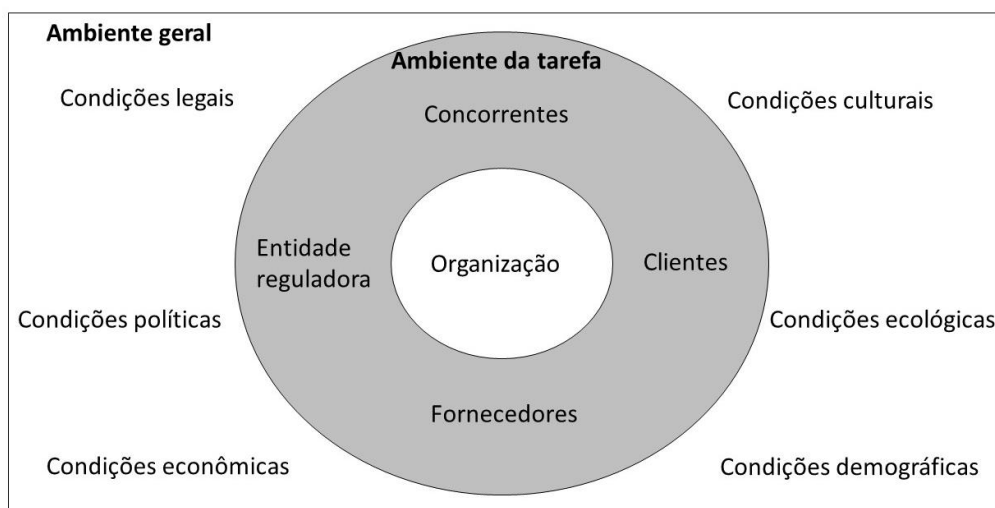 Ambiente geral
Ambiente da tarefa
Condições legais
Condições culturais
Concorrentes
Entidade
reguladora
Organização
Clientes
Condições políticas
Condições ecológicas
Fornecedores
Condições econômicas
Condições demográficas